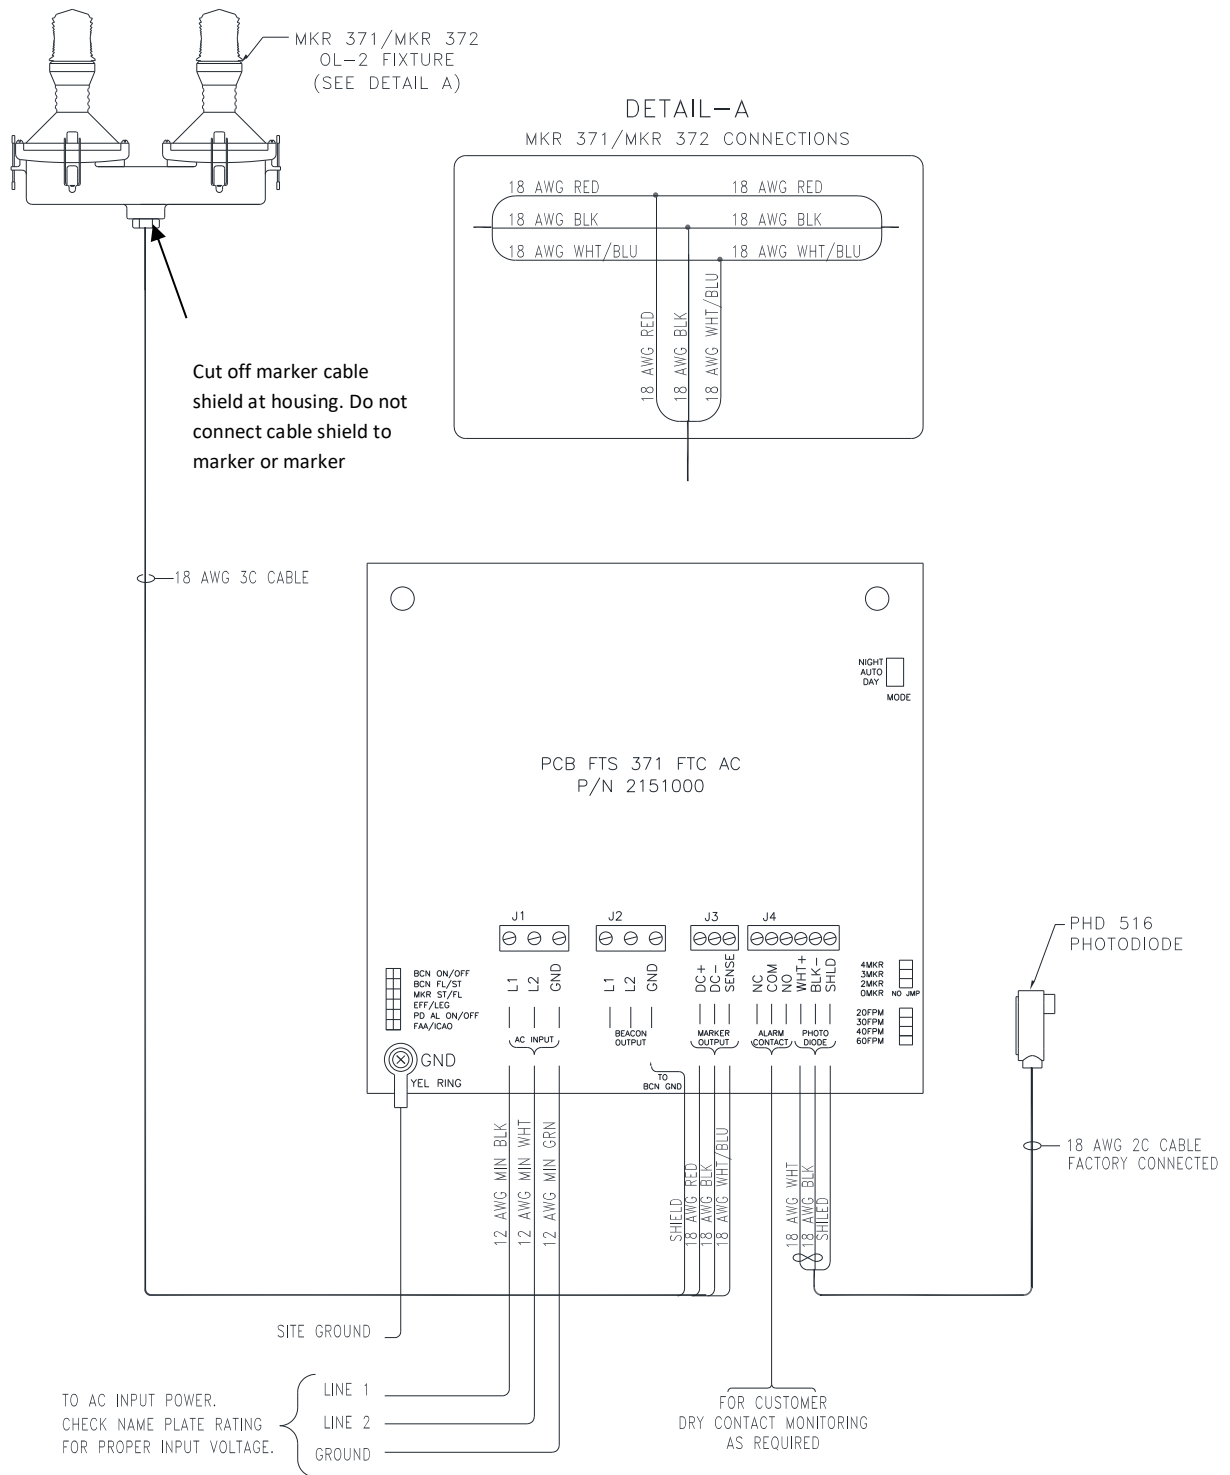 MKR 371/MKR 372
OL-2 FIXTURE
(SEE DETAIL A)
DETAIL-A
MKR 371/MKR 372 CONNECTIONS
18 AWG RED
18 AWG RED
18 AWG BLK
18 AWG BLK
18 AWG WHT/BLU
18 AWG WHT/BLU
18 AWG RED
18 AWG BLK
18 AWG WHT/BLU
Cut off marker cable
shield at housing. Do not
connect cable shield to
marker or marker
18 AWG 3C CABLE
NIGHT
AUTO
DAY
MODE
PCB FTS 371 FTC AC
P/N 2151000
J1
J2
J3
J4
BCN ON/OFF
BCN FL/ST
MKR ST/FL
EFF/LEG
PD AL ON/OFF
FAA/ICAO
L1
L2
GND
L1
L2
GND
DC+
DC-
SENSE
NC
COM
NO
WHT+
BLK-
SHLD
4MKR
3MKR
2MKR
0MKR NO JMP
20FPM
30FPM
40FPM
60FPM
AC INPUT
BEACON
OUTPUT
MARKER
OUTPUT
ALARM
CONTACT
PHOTO
DIODE
GND
YEL RING
TO
BCN GND
PHD 516
PHOTODIODE
12 AWG MIN BLK
12 AWG MIN WHT
12 AWG MIN GRN
SHIELD
18 AWG RED
18 AWG BLK
18 AWG WHT/BLU
18 AWG WHT
18 AWG BLK
SHILED
18 AWG 2C CABLE
FACTORY CONNECTED
SITE GROUND
TO AC INPUT POWER.
CHECK NAME PLATE RATING
FOR PROPER INPUT VOLTAGE.
LINE 1
LINE 2
GROUND
FOR CUSTOMER
DRY CONTACT MONITORING
AS REQUIRED